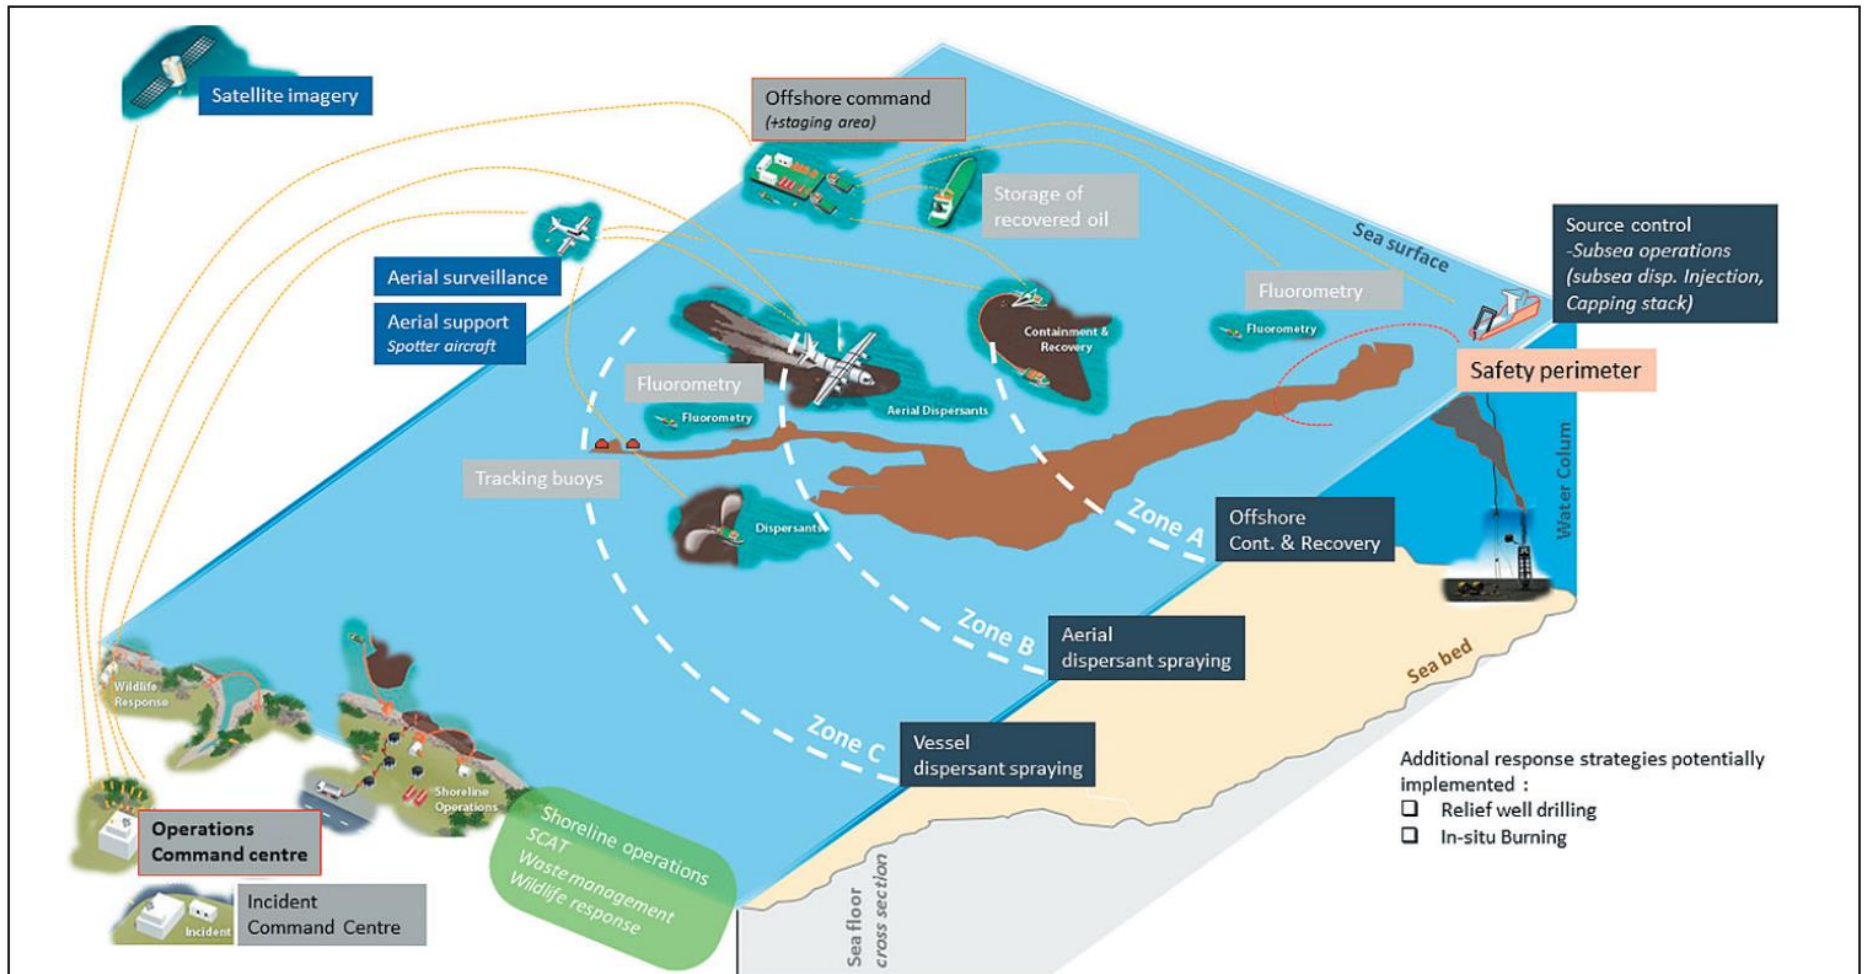 Satellite imagery
Offshore command
(+staging area)
Storage of
recovered oil
Sea surface
Source control
-Subsea operations
(subsea disp. Injection,
Capping stack)
Aerial surveillance
Aerial support
Spotter aircraft
Fluorometry
Fluorometry
Containment &
Recovery
Safety perimeter
Fluorometry
Fluorometry
Aerial Dispersants
Tracking buoys
Dispersants
Water Colum
Zone A
Offshore
Cont. & Recovery
Zone B
Aerial
dispersant spraying
Sea bed
Zone C
Vessel
dispersant spraying
Wildlife
Response
Shoreline
Operations
Operations
Command centre
Incident
Incident
Command Centre
Shoreline operations
SCAT
Waste management
Wildlife response
Sea floor
cross section
Additional response strategies potentially
implemented :
❑ Relief well drilling
❑ In-situ Burning